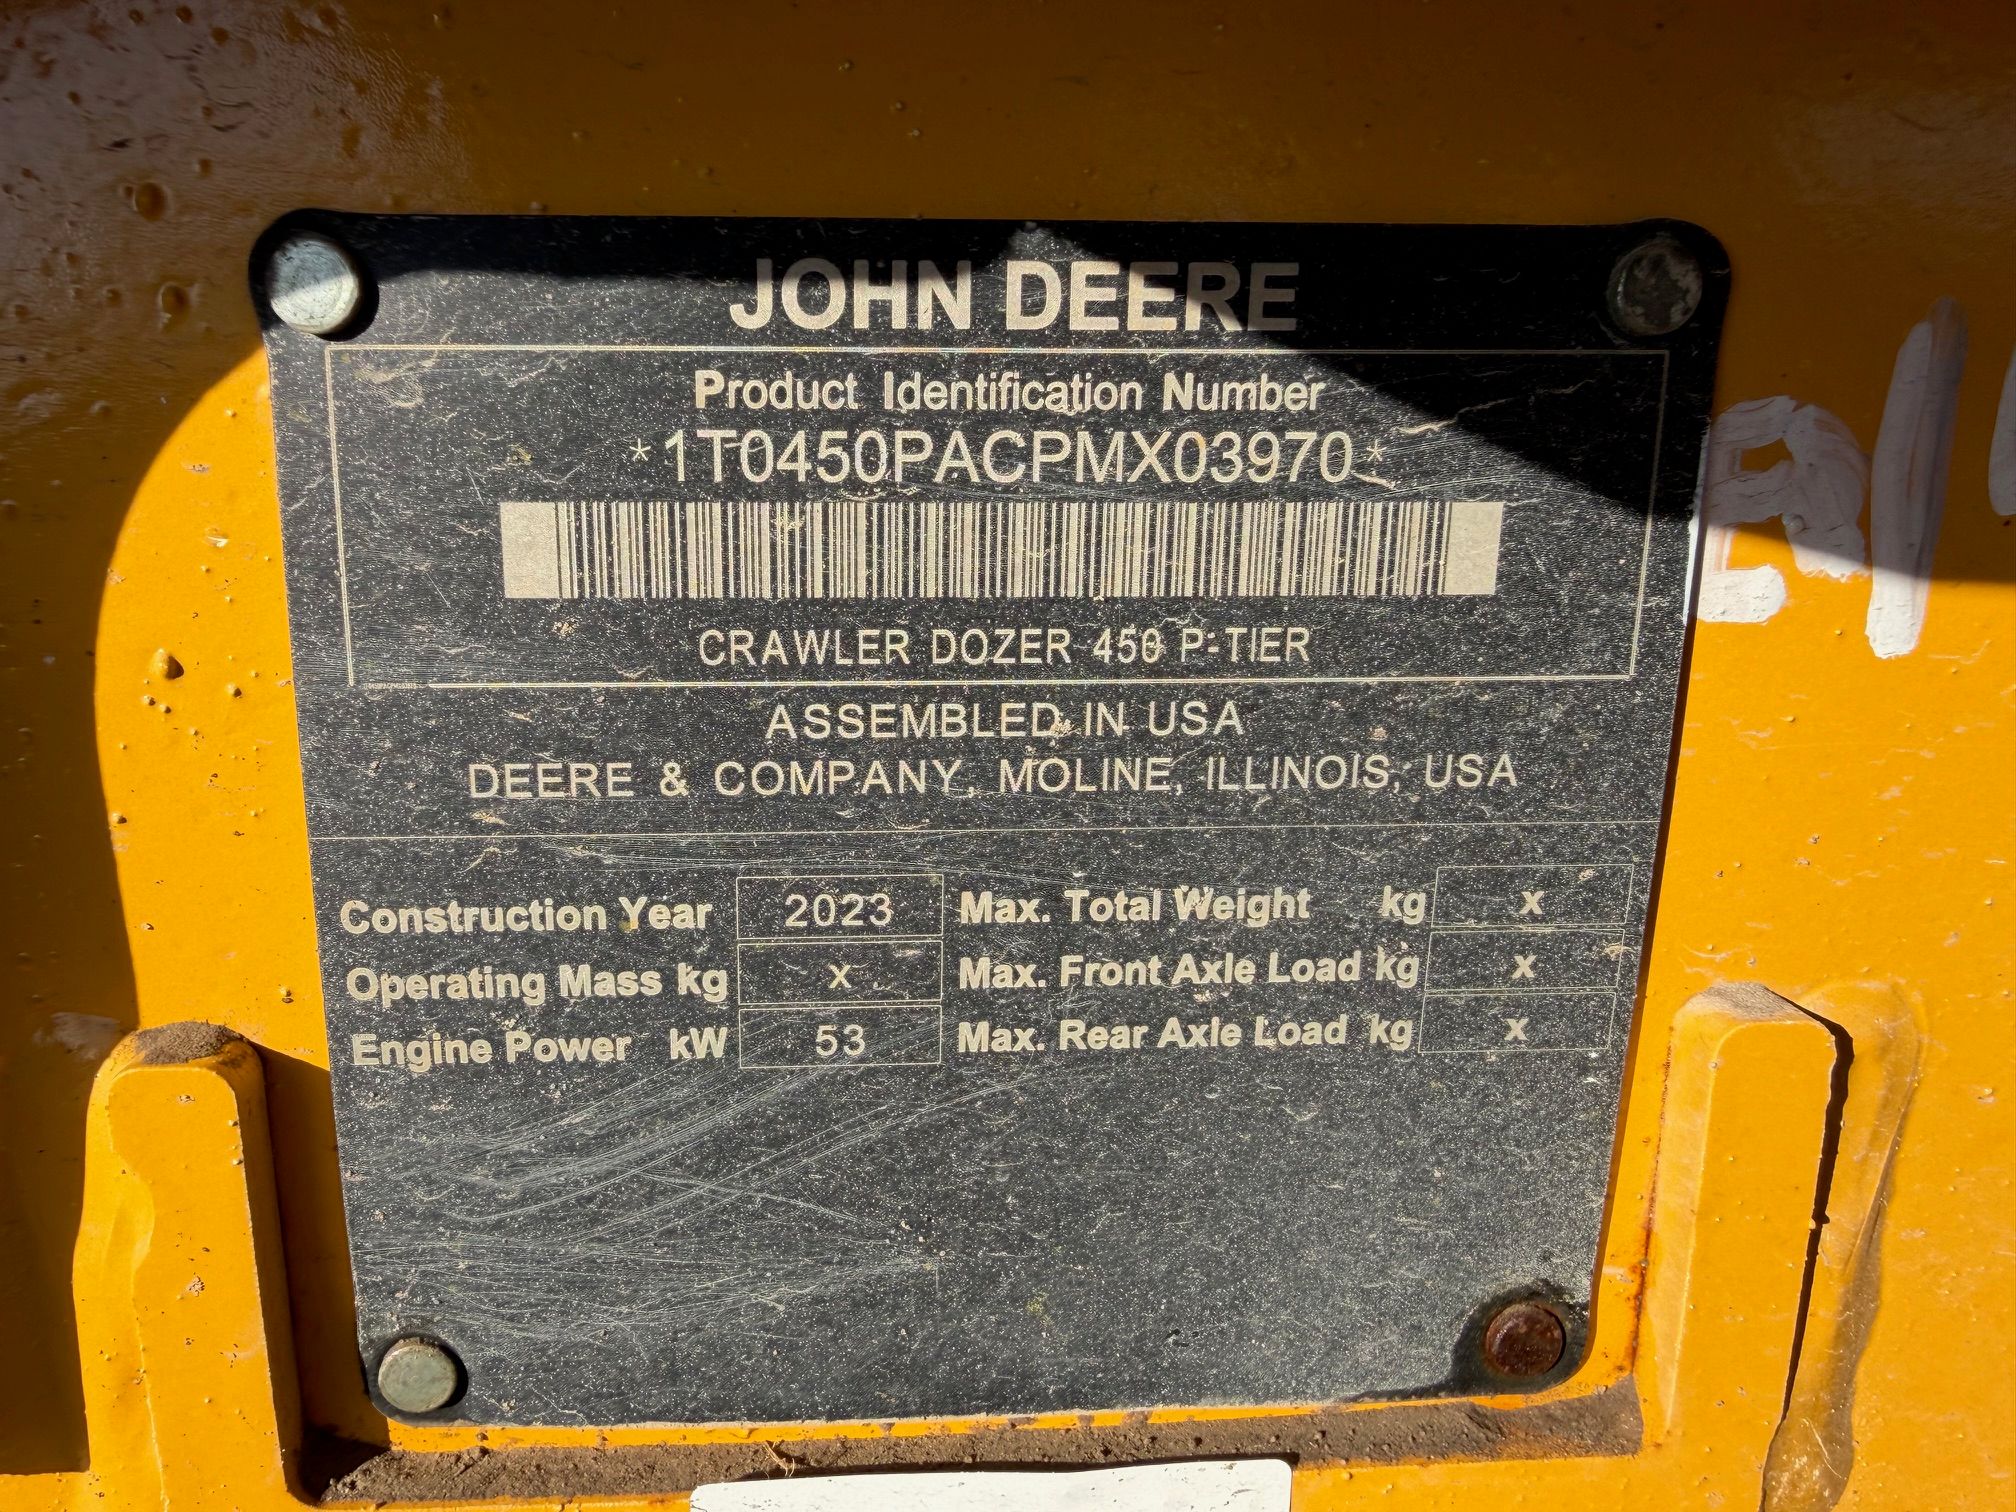 JOHN DEERE
Product Identification Number
*1T0450PACPMX03970*
CRAWLER DOZER 450 P-TIER
ASSEMBLED IN USA
DEERE & COMPANY, MOLINE, ILLINOIS, USA
Construction Year 2023 Max. Total Weight kg x
Operating Mass kg x Max. Front Axle Load kg x
Engine Power kW 53 Max. Rear Axle Load kg x